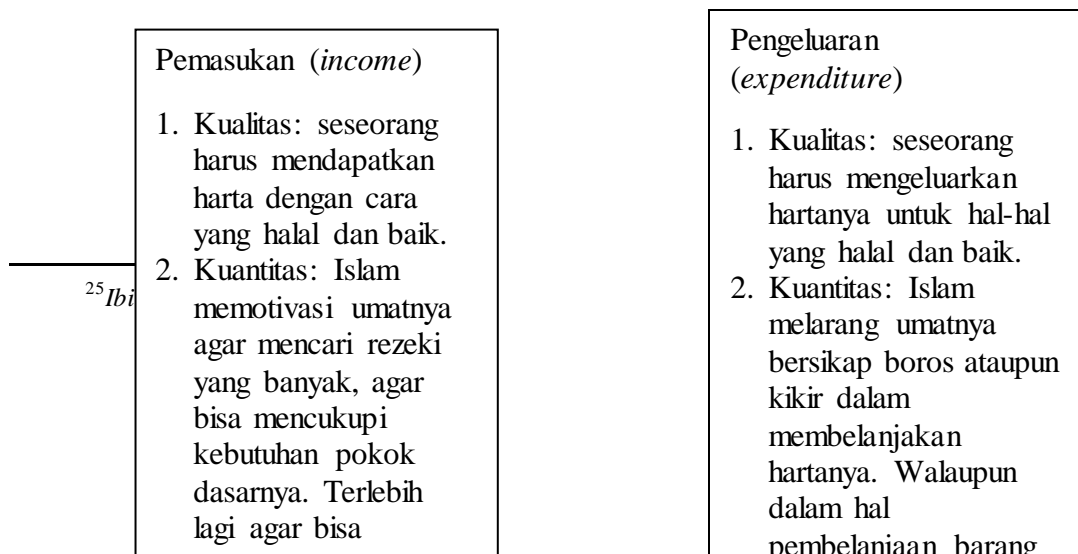 Pemasukan (income)
1. Kualitas: seseorang
harus mendapatkan
harta dengan cara
yang halal dan baik.
2. Kuantitas: Islam
memotivasi umatnya
agar mencari rezeki
yang banyak, agar
bisa mencukupi
kebutuhan pokok
dasarnya. Terlebih
lagi agar bisa
Pengeluaran
(expenditure)
1. Kualitas: seseorang
harus mengeluarkan
hartanya untuk hal-hal
yang halal dan baik.
2. Kuantitas: Islam
melarang umatnya
bersikap boros ataupun
kikir dalam
membelanjakan
hartanya. Walaupun
dalam hal
pembelanjaan barang
25Ibi